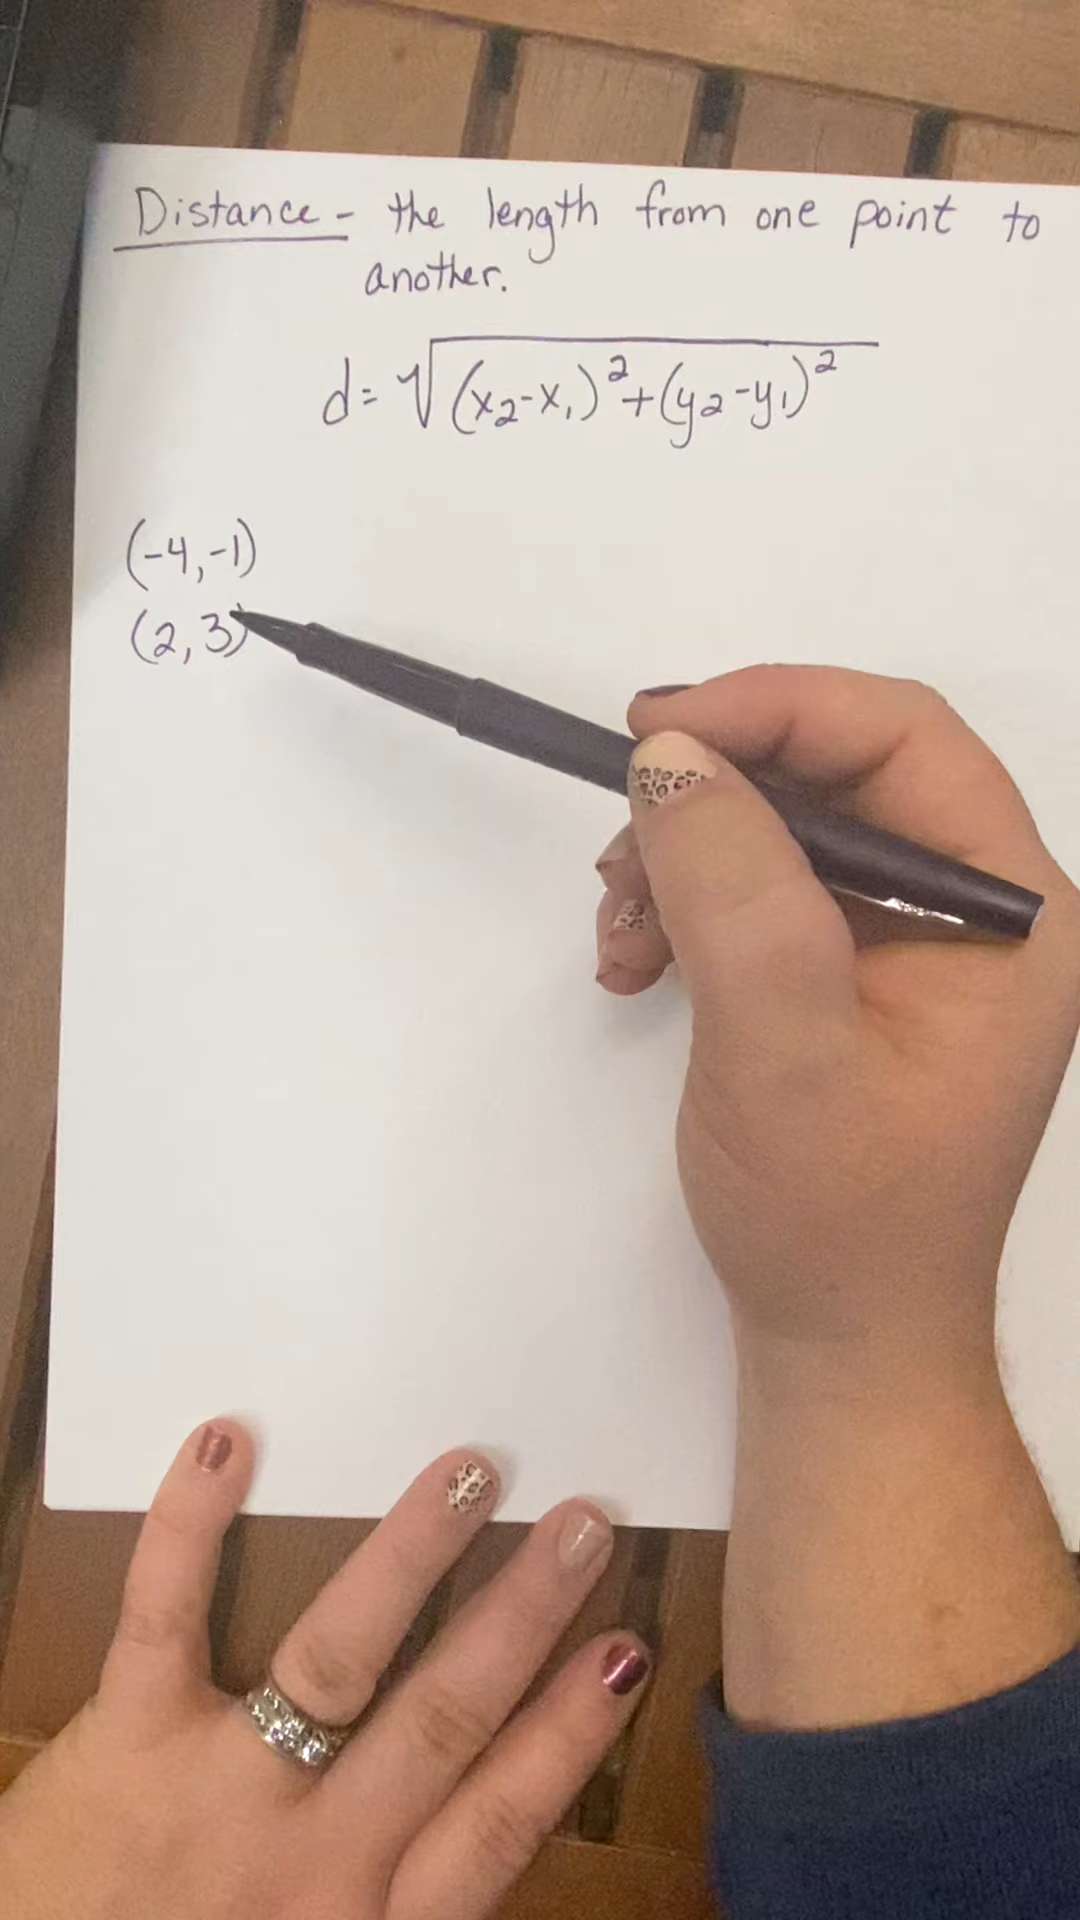 Distance - the length from one point to
another.
d = √(x₂-x₁)²+(y₂-y₁)²
(-4,-1)
(2,3)